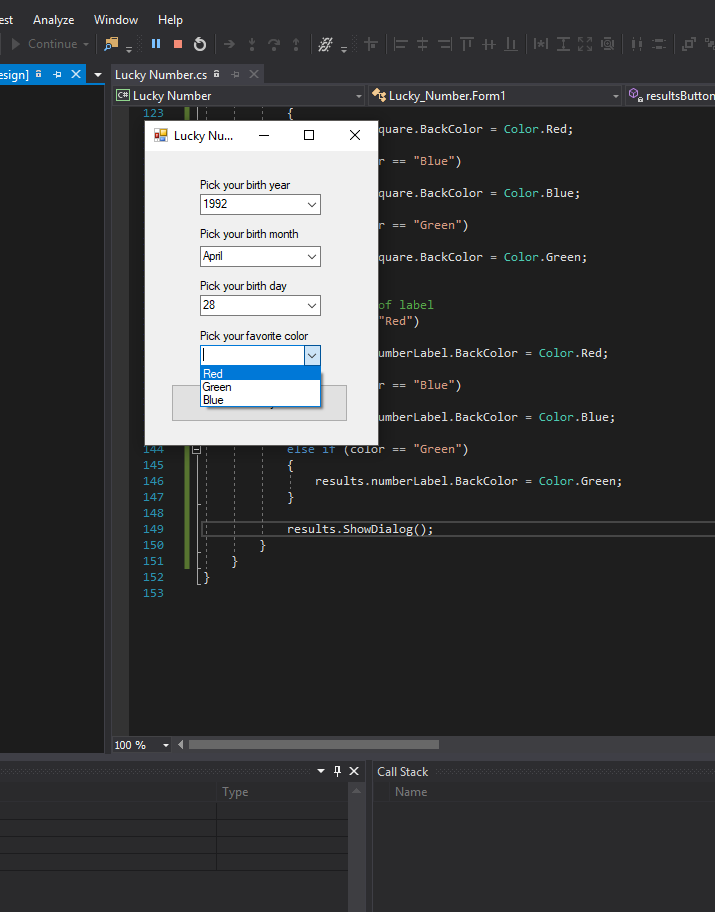 est Analyze Window Help
Continue
esign]
Lucky Number.cs
C# Lucky Number
Lucky_Number.Form1
resultsButton
123 {
Lucky Nu...
quare.BackColor = Color.Red;
r == "Blue")
Pick your birth year
quare.BackColor = Color.Blue;
1992
r == "Green")
Pick your birth month
April
quare.BackColor = Color.Green;
Pick your birth day
28
of label
"Red")
Pick your favorite color
umberLabel.BackColor = Color.Red;
Red
Green
r == "Blue")
Blue
umberLabel.BackColor = Color.Blue;
144 else if (color == "Green")
145 {
146 results.numberLabel.BackColor = Color.Green;
147 }
148
149 results.ShowDialog();
150 }
151 }
152 }
153
100 %
Call Stack
Type
Name